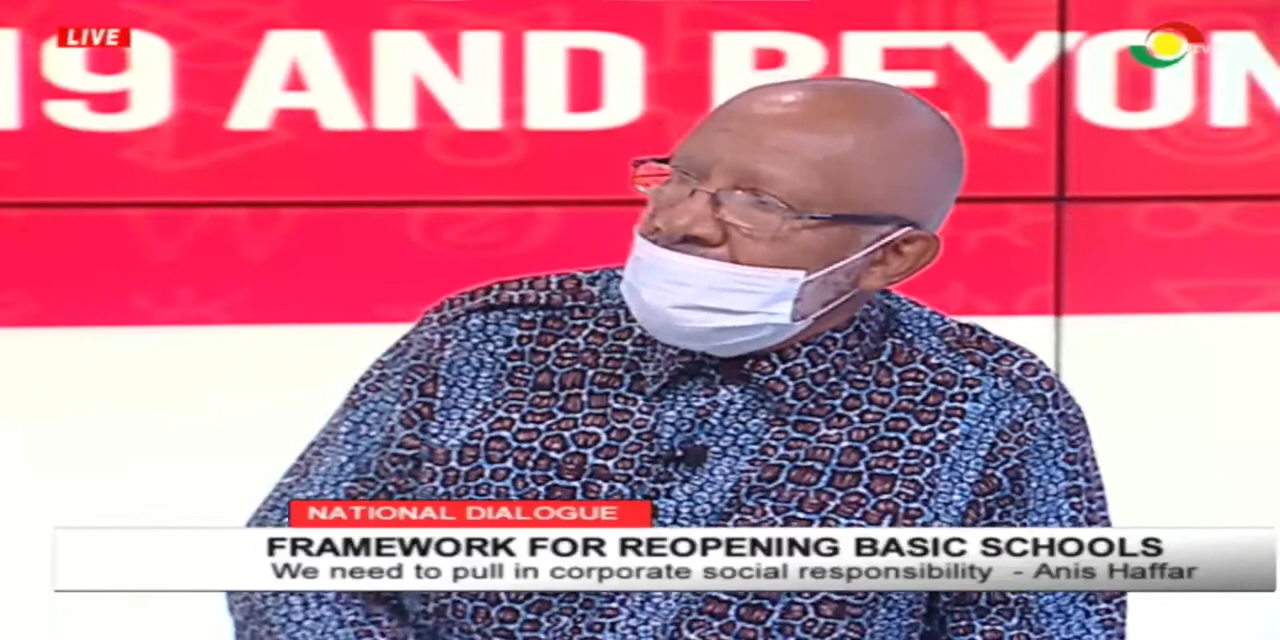 LIVE
19 AND BEYON
TV
NATIONAL DIALOGUE
FRAMEWORK FOR REOPENING BASIC SCHOOLS
We need to pull in corporate social responsibility - Anis Haffar